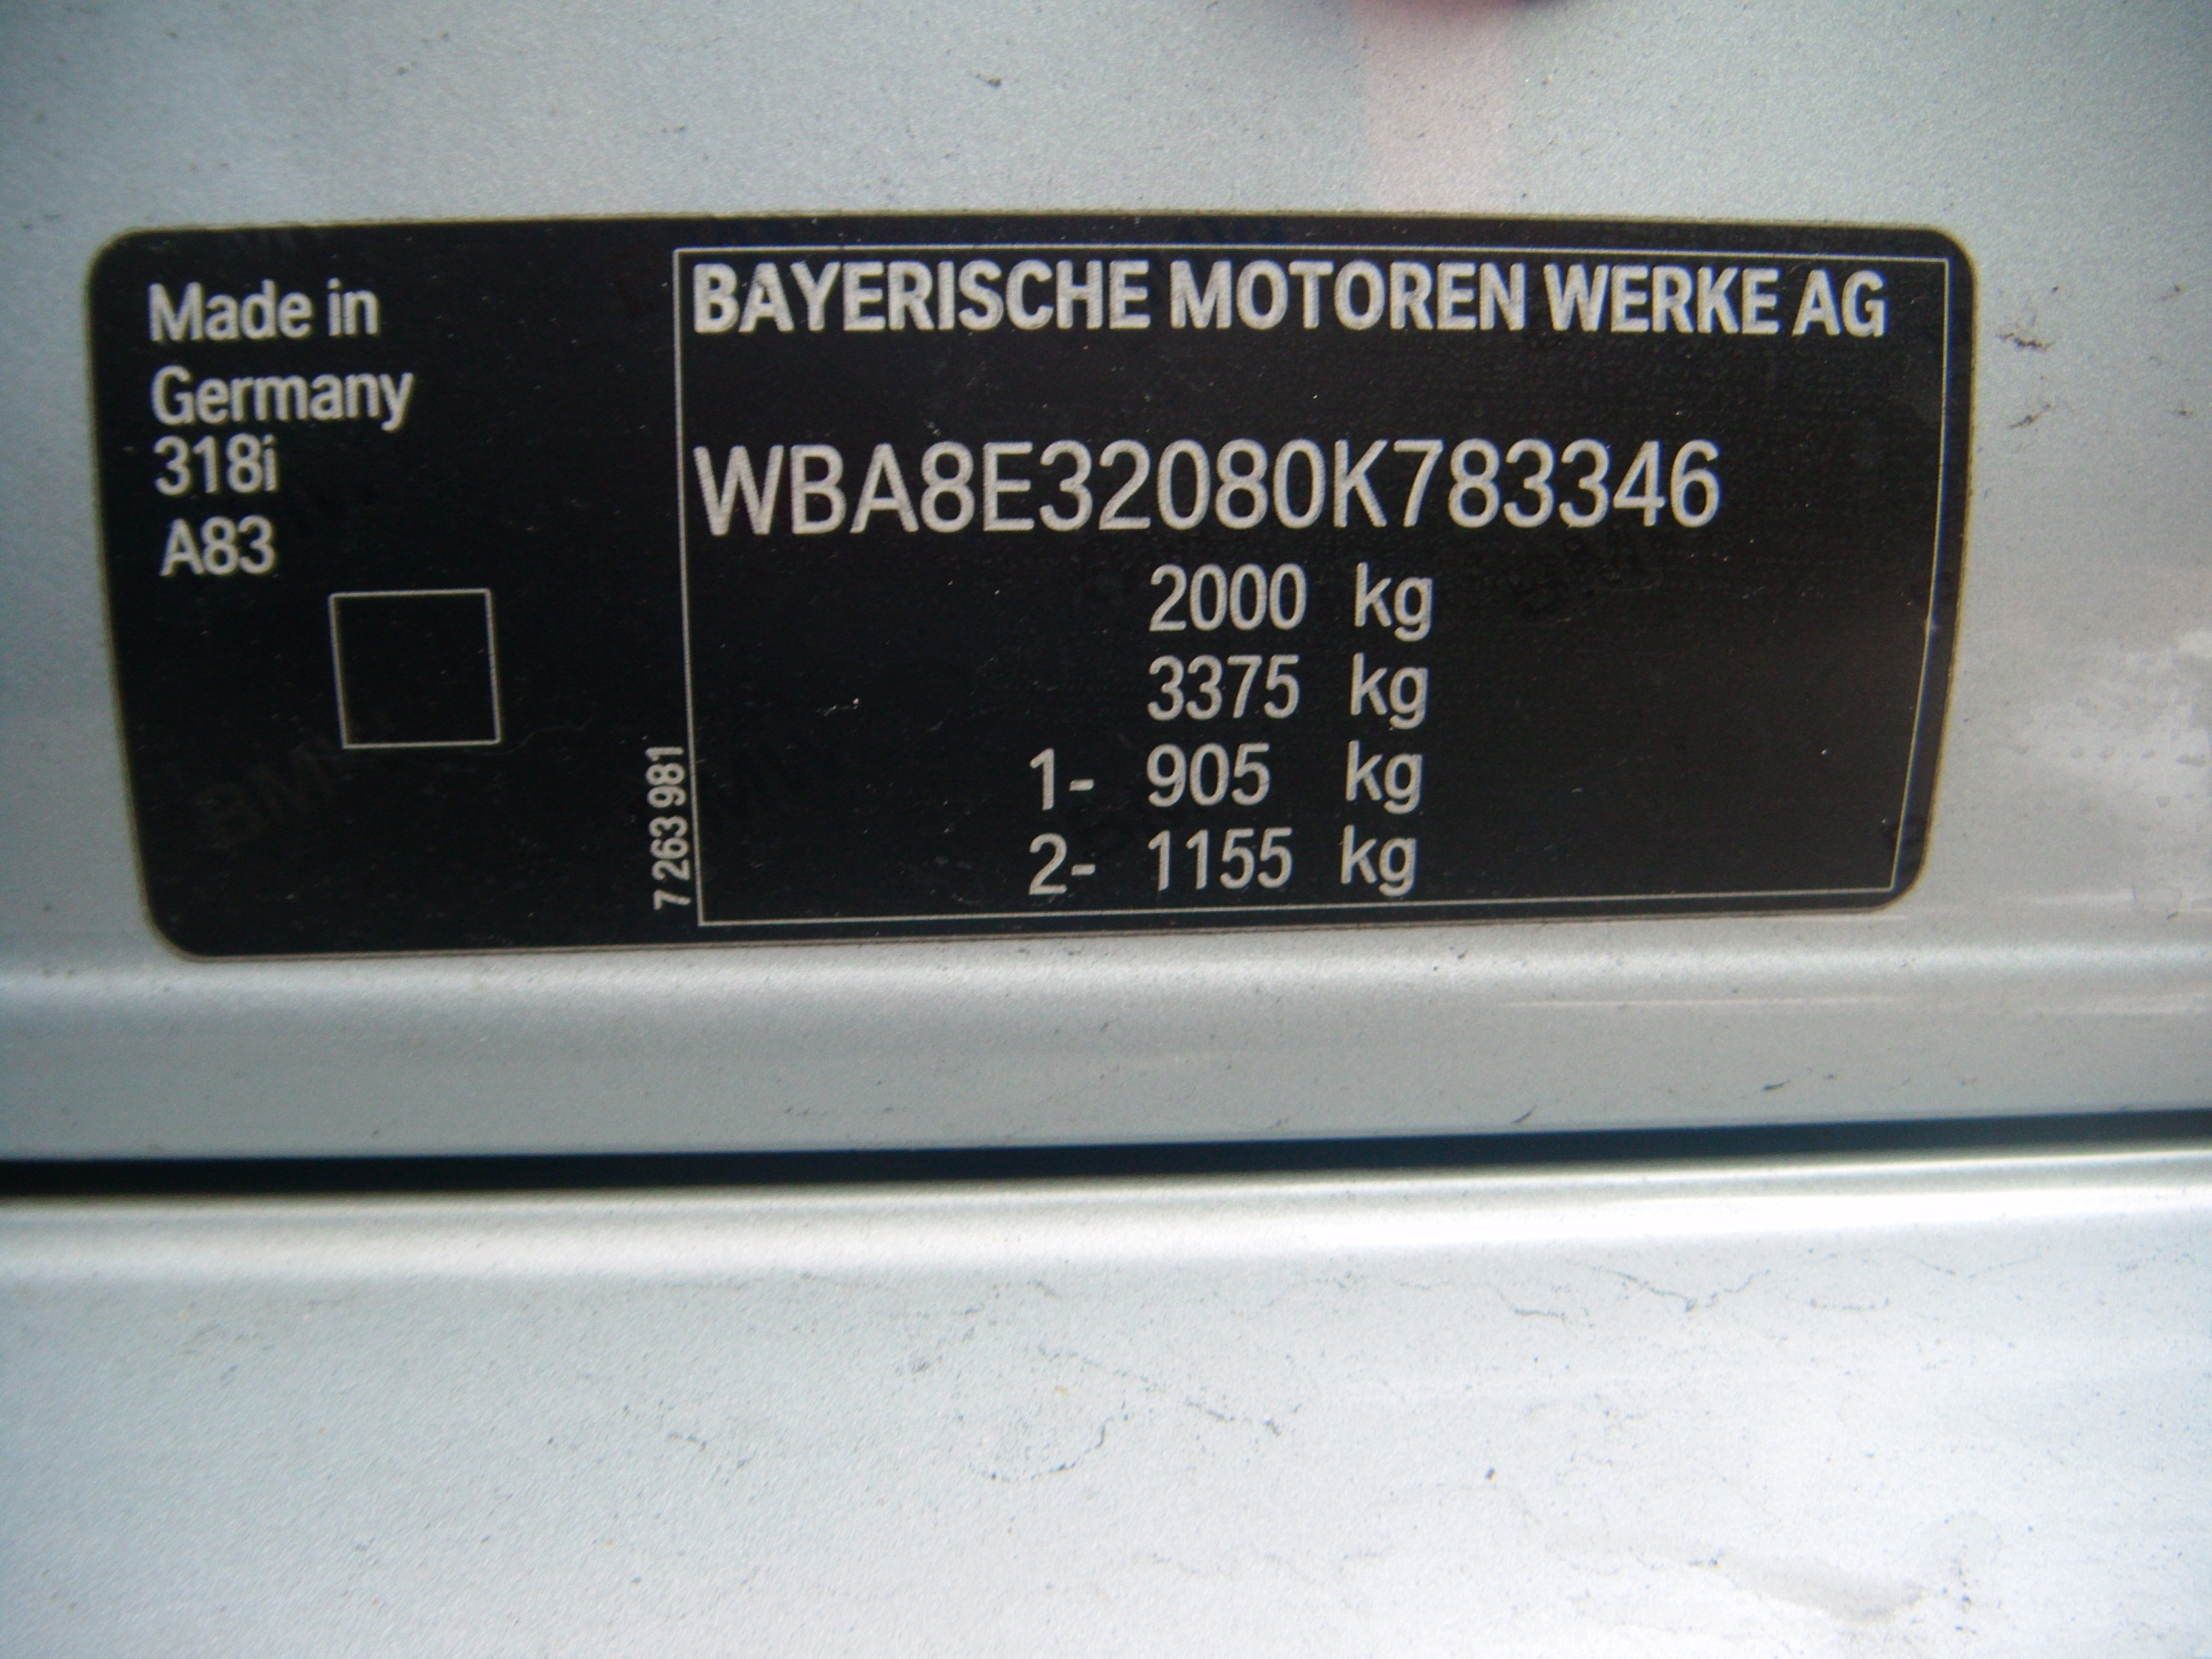 Made in
Germany
318i
A83
7 263 981
BAYERISCHE MOTOREN WERKE AG
WBA8E32080K783346
2000 kg
3375 kg
1- 905 kg
2- 1155 kg